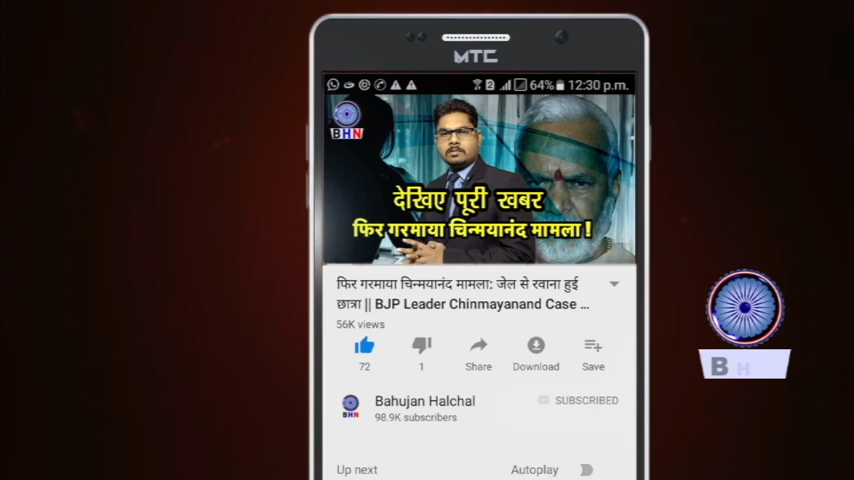 MTC
64% 12:30 p.m.
BHN
देखिए पूरी खबर
फिर गरमाया चिन्मयानंद मामला !
फिर गरमाया चिन्मयानंद मामला: जेल से रवाना हुई
छात्रा || BJP Leader Chinmayanand Case ...
56K views
72
1
Share
Download
Save
Bahujan Halchal
SUBSCRIBED
98.9K subscribers
BHN
Up next
Autoplay
B H